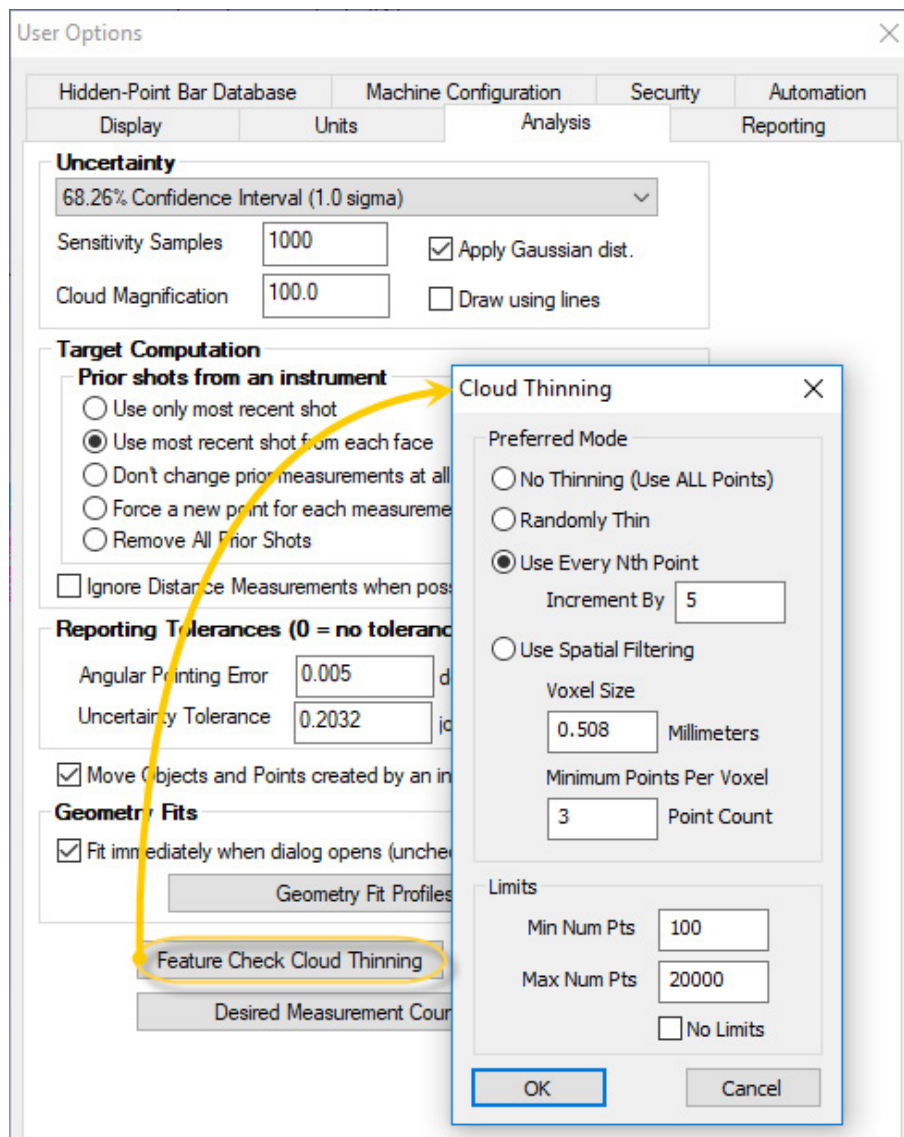 User Options
Hidden-Point Bar Database Machine Configuration Security Automation
Display Units Analysis Reporting
Uncertainty
68.26% Confidence Interval (1.0 sigma)
Sensitivity Samples 1000 Apply Gaussian dist.
Cloud Magnification 100.0 Draw using lines
Target Computation
Prior shots from an instrument
Use only most recent shot
Use most recent shot from each face
Don't change prior measurements at all
Force a new point for each measureme
Remove All Prior Shots
Ignore Distance Measurements when poss
Reporting Tolerances (0 = no toleranc
Angular Pointing Error 0.005 d
Uncertainty Tolerance 0.2032
Move Objects and Points created by an in
Geometry Fits
Fit immediately when dialog opens (unchec
Geometry Fit Profiles
Feature Check Cloud Thinning
Desired Measurement Coun
Cloud Thinning
Preferred Mode
No Thinning (Use ALL Points)
Randomly Thin
Use Every Nth Point
Increment By 5
Use Spatial Filtering
Voxel Size
0.508 Millimeters
Minimum Points Per Voxel
3 Point Count
Limits
Min Num Pts 100
Max Num Pts 20000
No Limits
OK Cancel